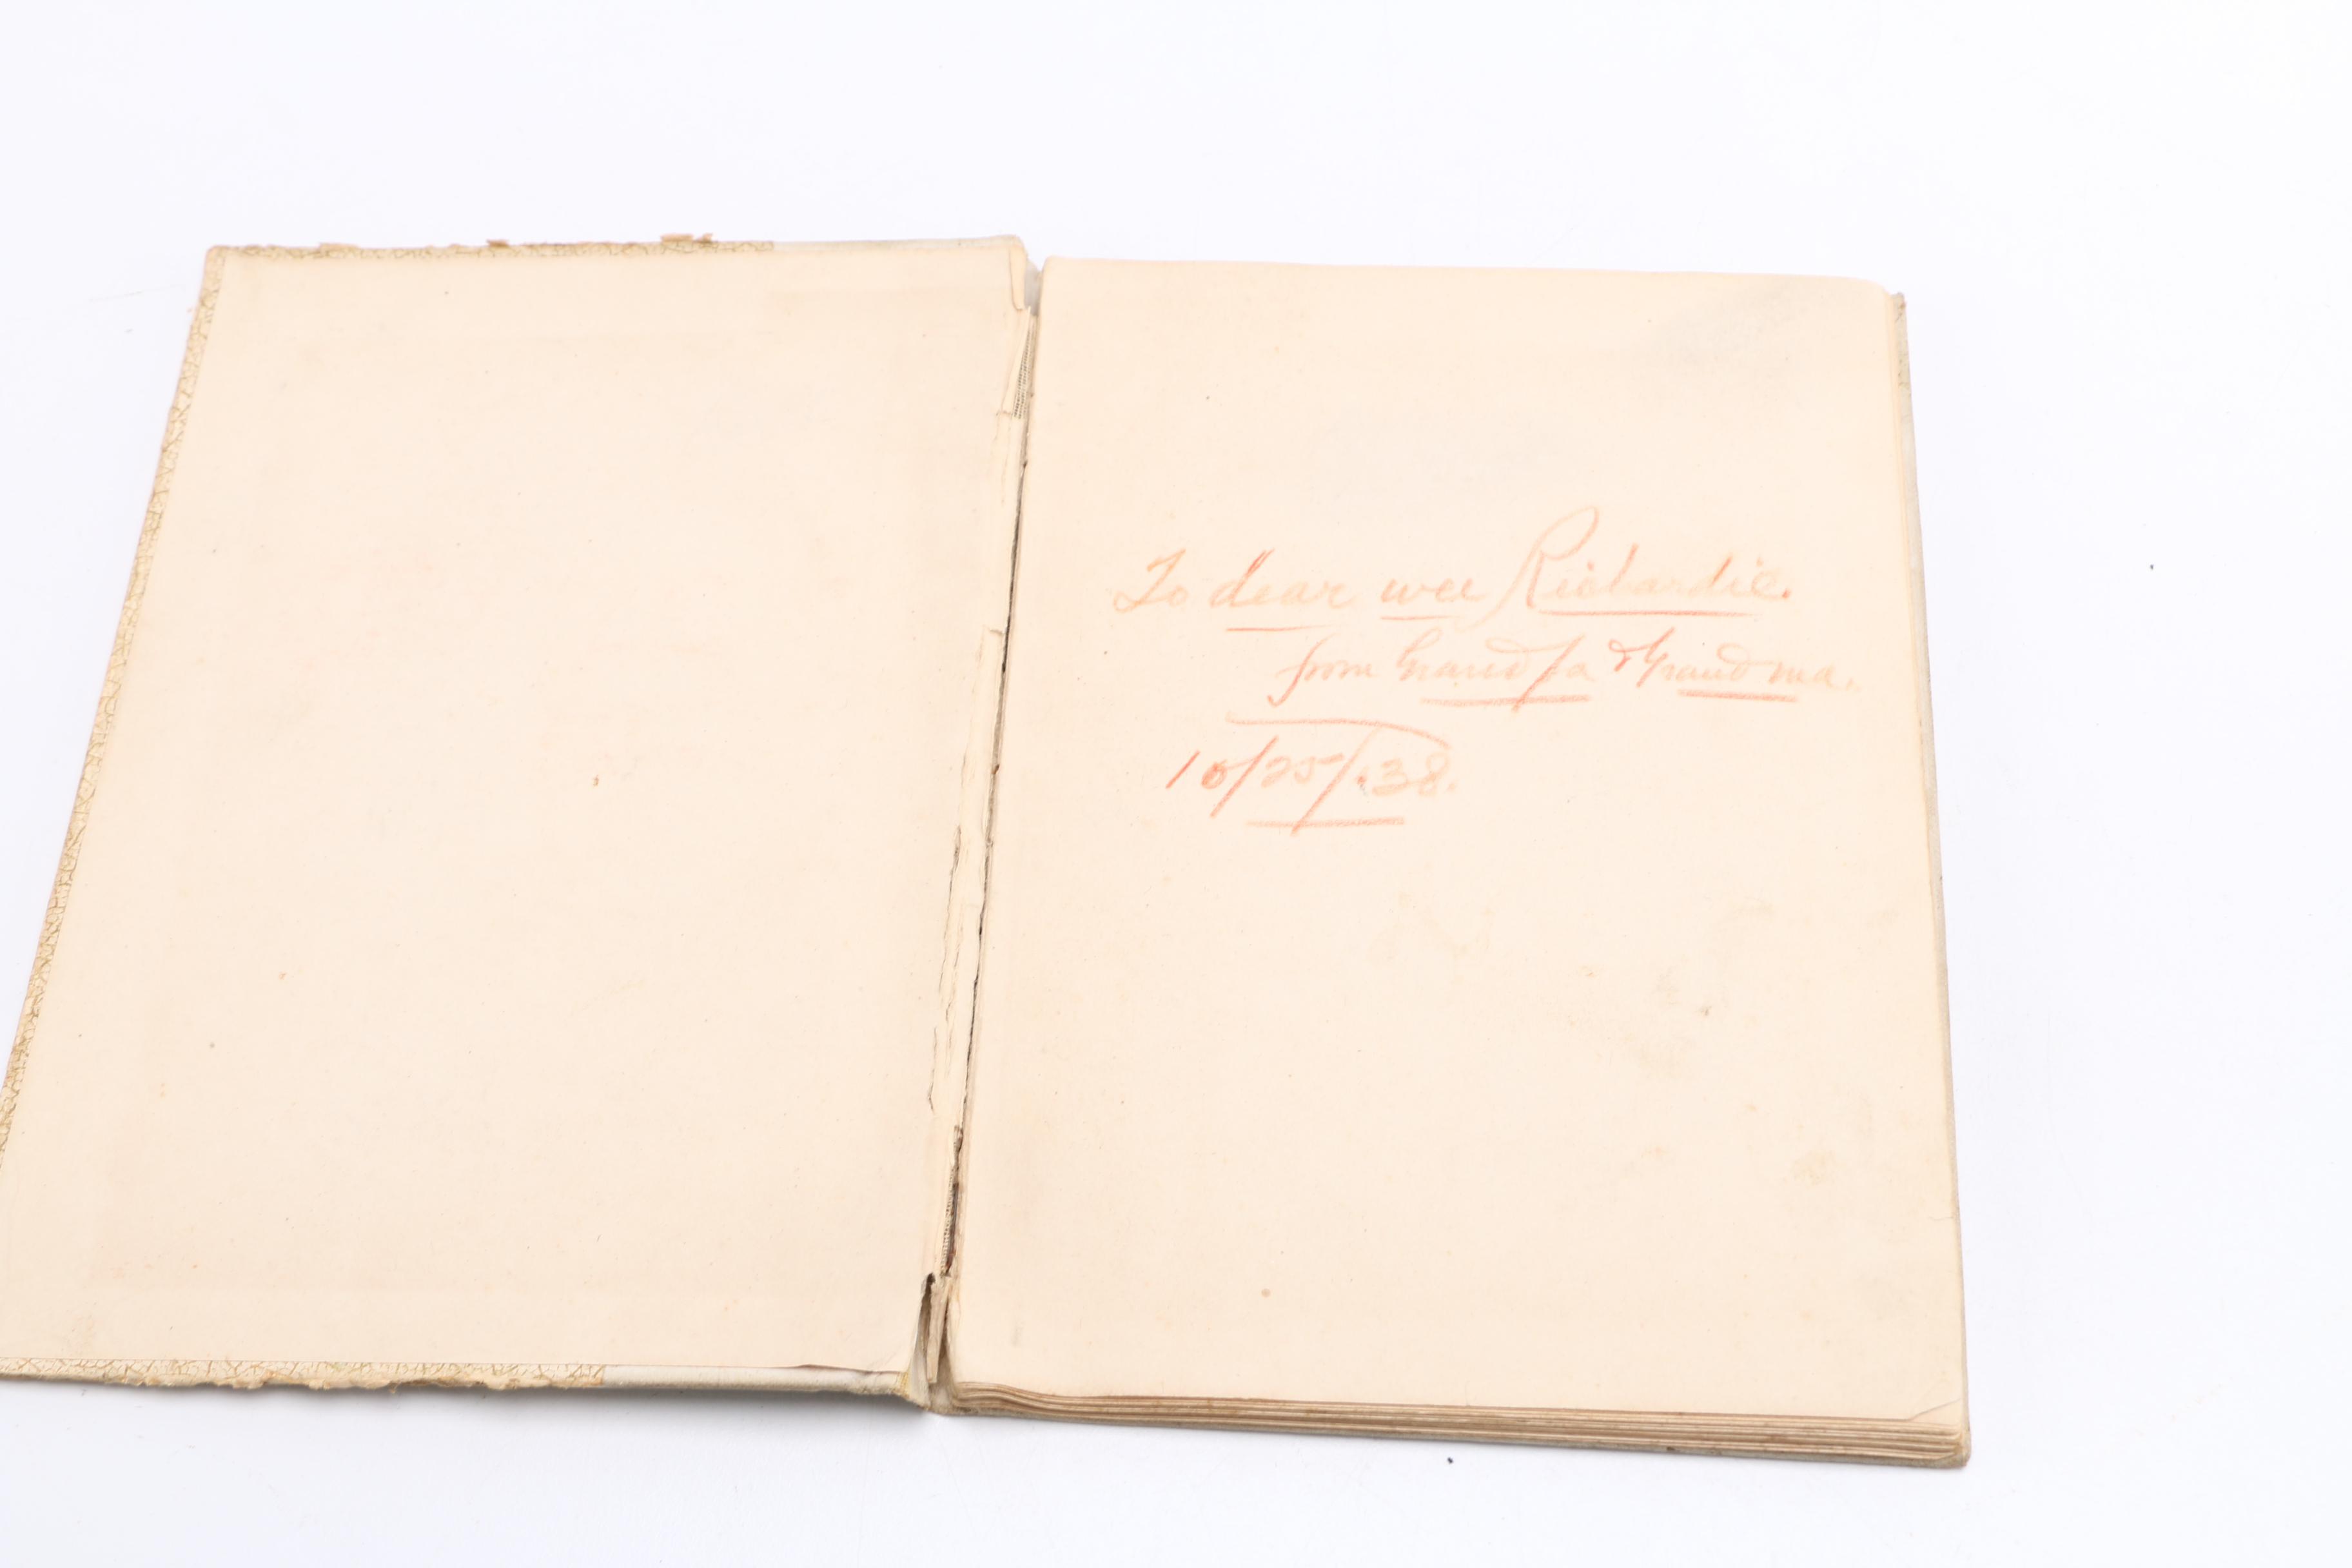 To dear wee Richardie.
from Grand Pa & Grand ma.
10/25/.38.